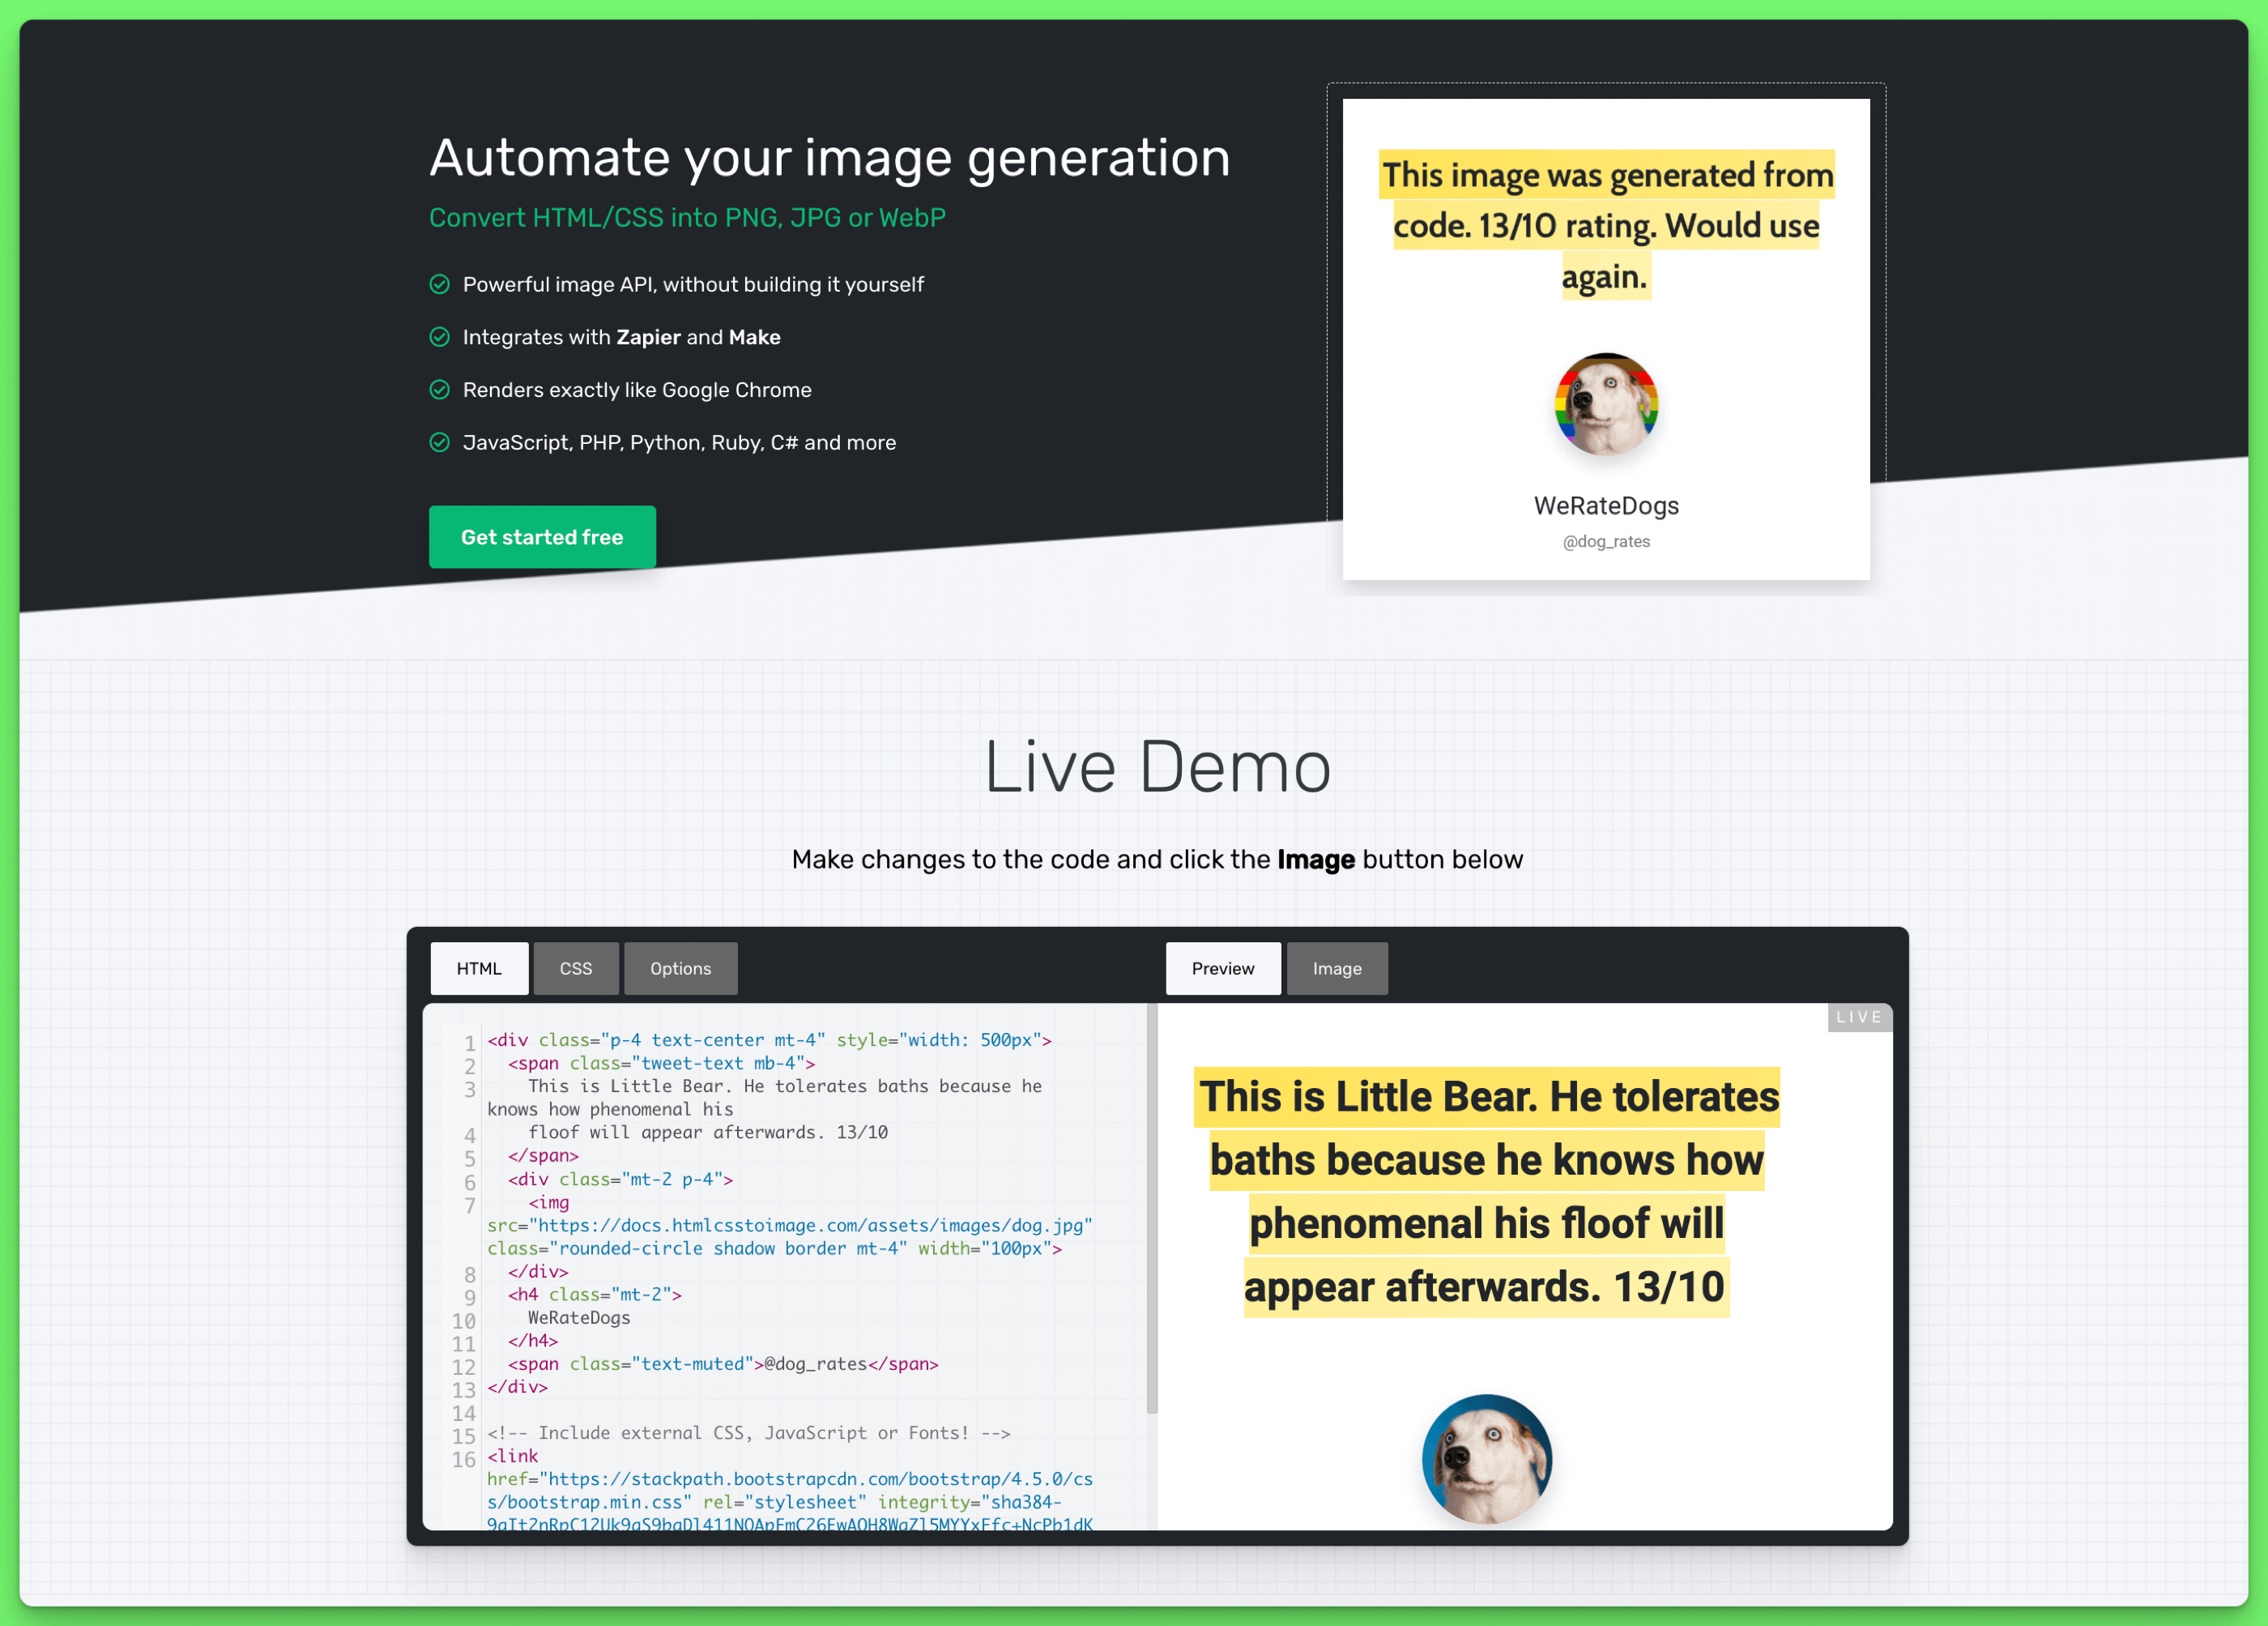 Automate your image generation
Convert HTML/CSS into PNG, JPG or WebP
Powerful image API, without building it yourself
Integrates with Zapier and Make
Renders exactly like Google Chrome
JavaScript, PHP, Python, Ruby, C# and more
Get started free
This image was generated from
code. 13/10 rating. Would use
again.
WeRateDogs
@dog_rates
Live Demo
Make changes to the code and click the Image button below
HTML CSS Options
1 <div class="p-4 text-center mt-4" style="width: 500px">
2 <span class="tweet-text mb-4">
3 This is Little Bear. He tolerates baths because he
knows how phenomenal his
4 floof will appear afterwards. 13/10
5 </span>
6 <div class="mt-2 p-4">
7 <img
src="https://docs.htmlcsstoimage.com/assets/images/dog.jpg"
class="rounded-circle shadow border mt-4" width="100px">
8 </div>
9 <h4 class="mt-2">
10 WeRateDogs
11 </h4>
12 <span class="text-muted">@dog_rates</span>
13 </div>
14
15 <!-- Include external CSS, JavaScript or Fonts! -->
16 <link
href="https://stackpath.bootstrapcdn.com/bootstrap/4.5.0/cs
s/bootstrap.min.css" rel="stylesheet" integrity="sha384-
Preview Image
LIVE
This is Little Bear. He tolerates
baths because he knows how
phenomenal his floof will
appear afterwards. 13/10